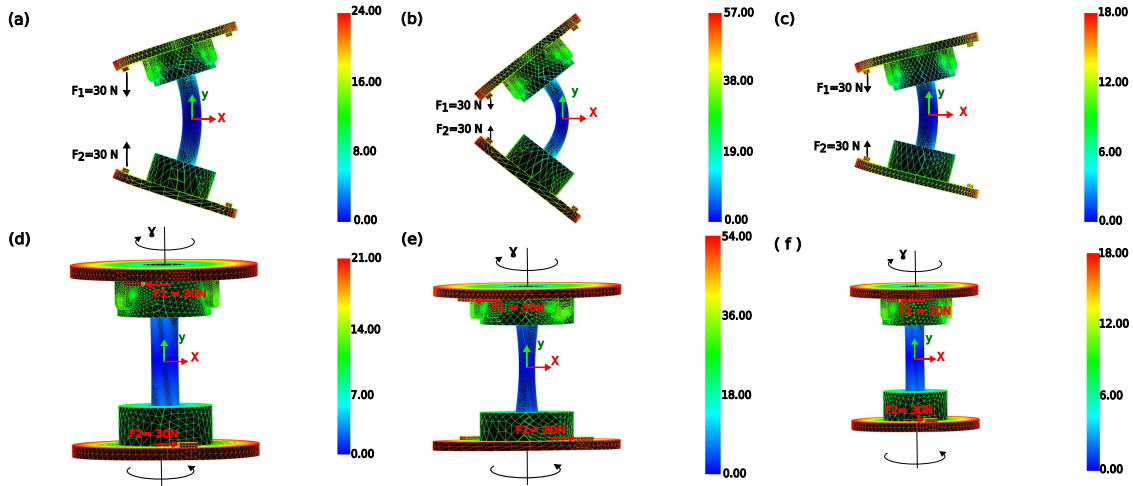 (a)
24.00
16.00
8.00
0.00
F1=30 N
F2=30 N
y
X
(b)
57.00
38.00
19.00
0.00
F1=30 N
F2=30 N
y
X
(c)
18.00
12.00
6.00
0.00
F1=30 N
F2=30 N
y
X
(d)
ɣ
21.00
14.00
7.00
0.00
F1 = 30N
y
X
F2= 30N
(e)
ɣ
54.00
36.00
18.00
0.00
F1 = 30N
y
X
F2= 30N
( f )
ɣ
18.00
12.00
6.00
0.00
F1 = 30N
y
X
F2= 30N